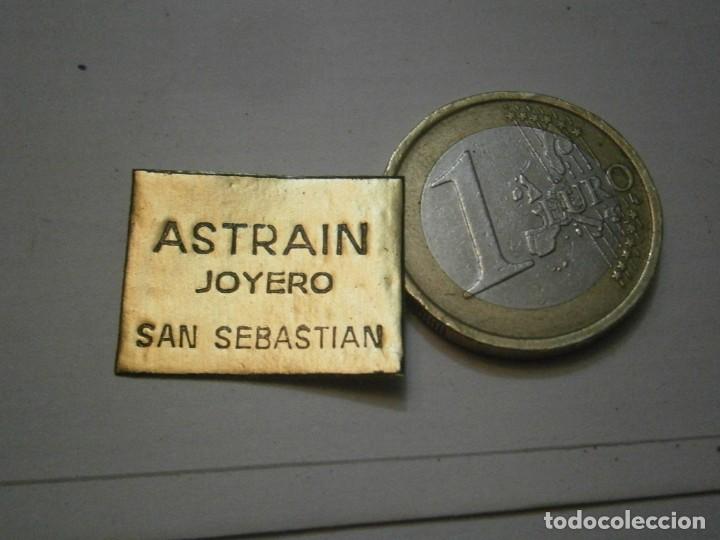 ASTRAIN
JOYERO
SAN SEBASTIAN
1 EURO
todocoleccion